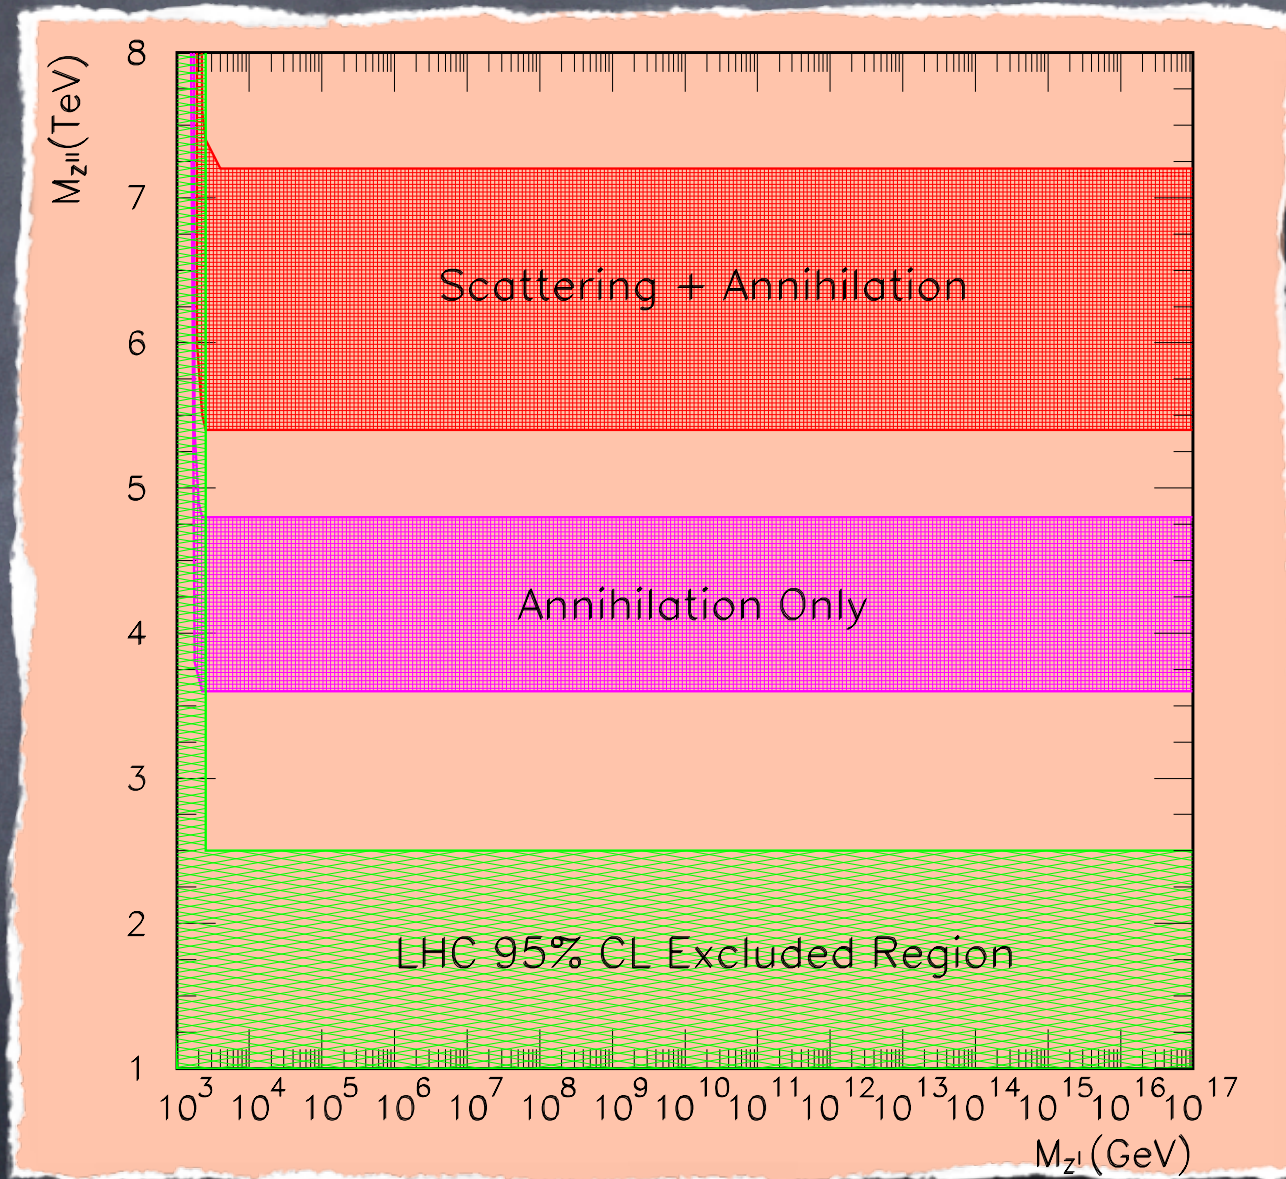 M_Z''(TeV)
8
7
Scattering + Annihilation
6
5
Annihilation Only
4
3
2
LHC 95% CL Excluded Region
1
10^3 10^4 10^5 10^6 10^7 10^8 10^9 10^10 10^11 10^12 10^13 10^14 10^15 10^16 10^17
M_Z'(GeV)